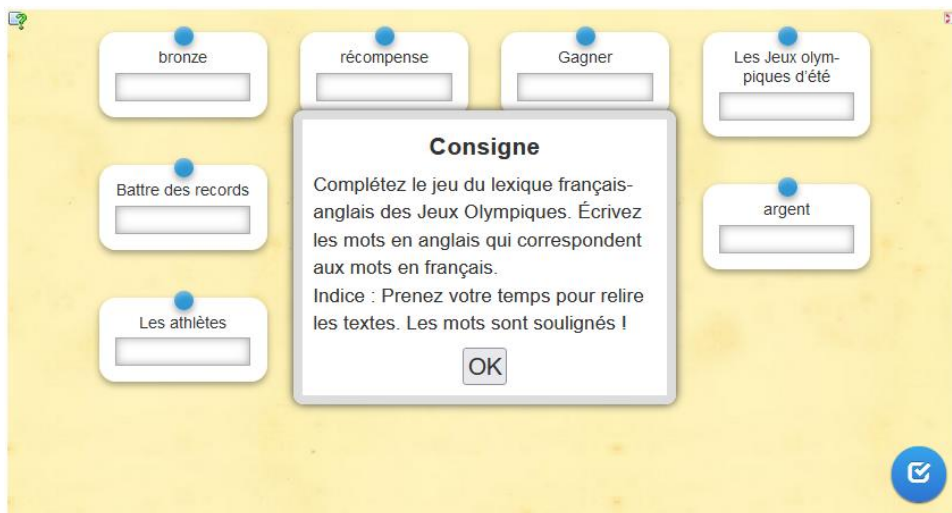 bronze
récompense
Gagner
Les Jeux olym-
piques d'été
Consigne
Complétez le jeu du lexique français-
anglais des Jeux Olympiques. Écrivez
les mots en anglais qui correspondent
aux mots en français.
Indice : Prenez votre temps pour relire
les textes. Les mots sont soulignés !
OK
Battre des records
argent
Les athlètes